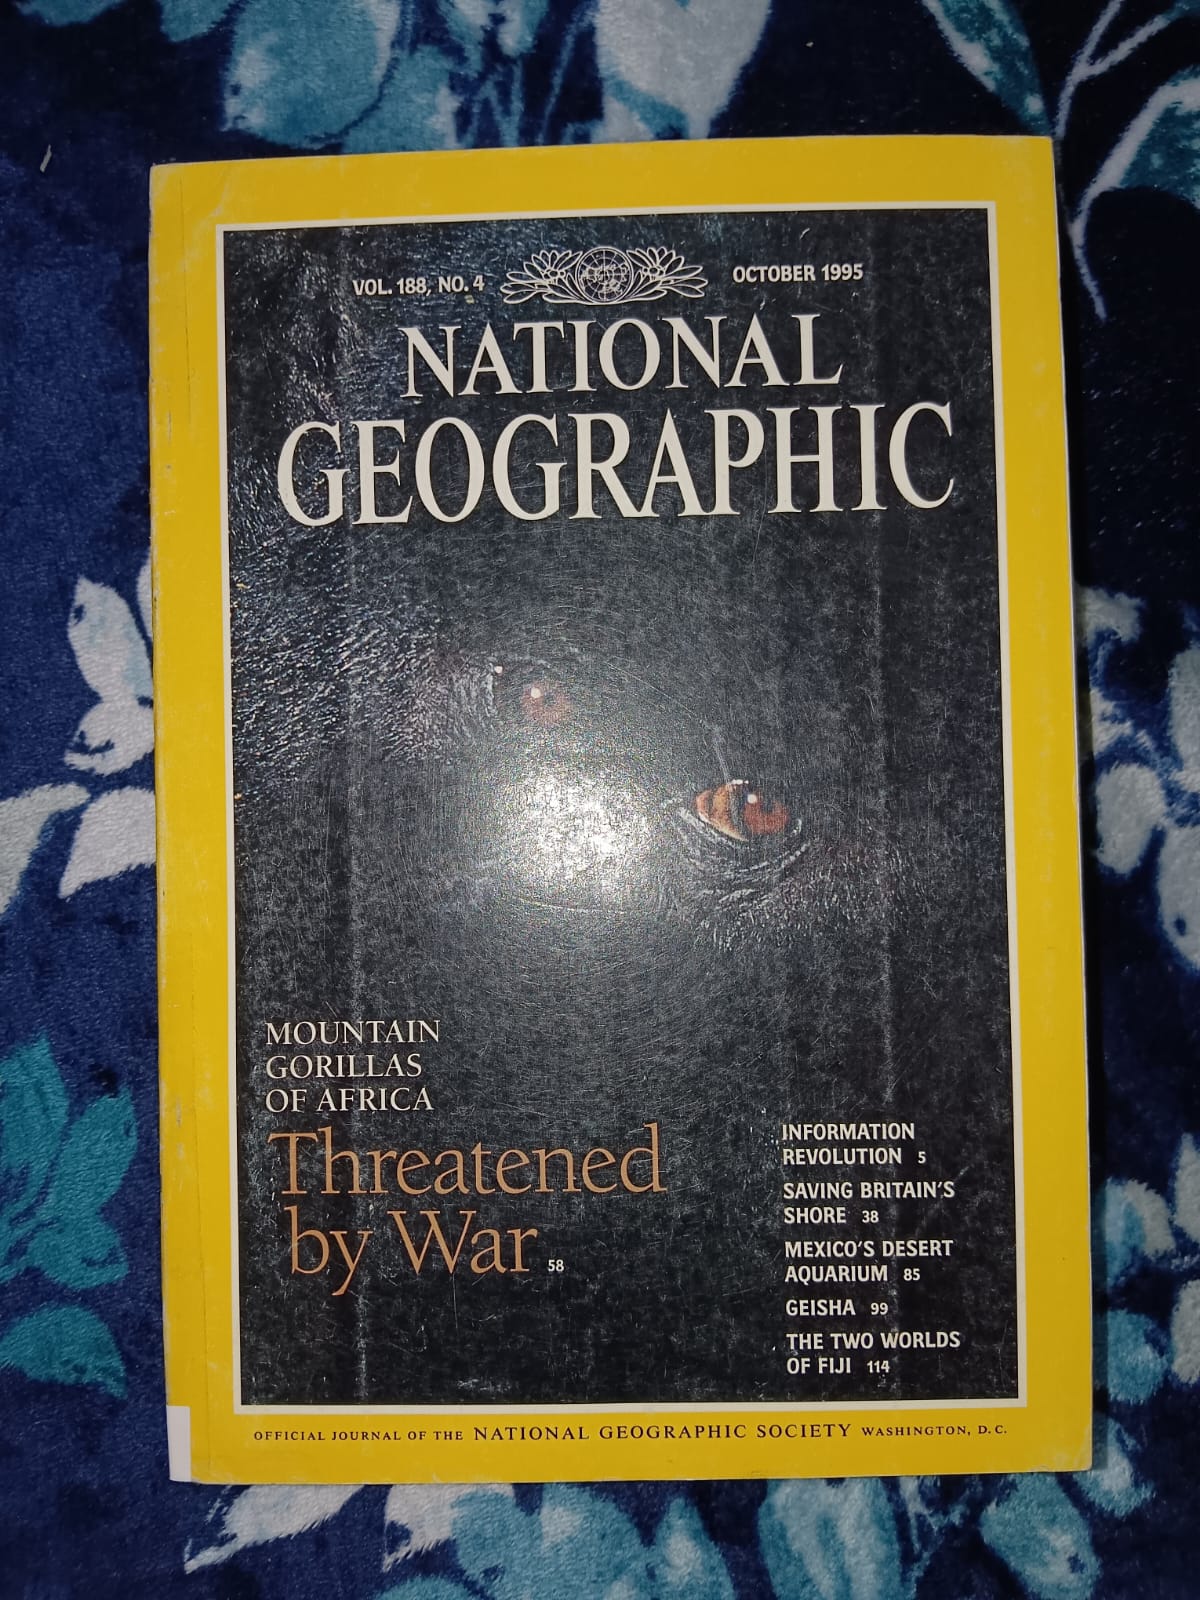 VOL. 188, NO. 4
OCTOBER 1995
NATIONAL
GEOGRAPHIC
MOUNTAIN
GORILLAS
OF AFRICA
Threatened
by War 58
INFORMATION
REVOLUTION 5
SAVING BRITAIN'S
SHORE 38
MEXICO'S DESERT
AQUARIUM 85
GEISHA 99
THE TWO WORLDS
OF FIJI 114
OFFICIAL JOURNAL OF THE NATIONAL GEOGRAPHIC SOCIETY WASHINGTON, D.C.